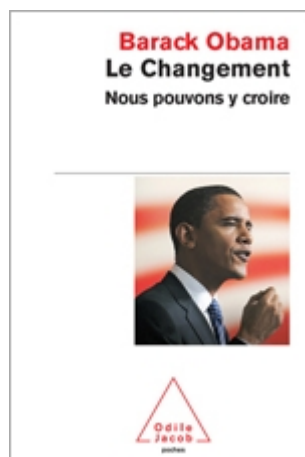 Barack Obama
Le Changement
Nous pouvons y croire
Odile
Jacob
poches